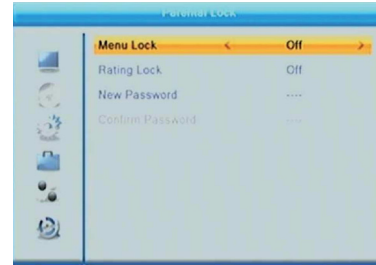 Parental Lock
Menu Lock < Off >
Rating Lock Off
New Password ----
Confirm Password ----